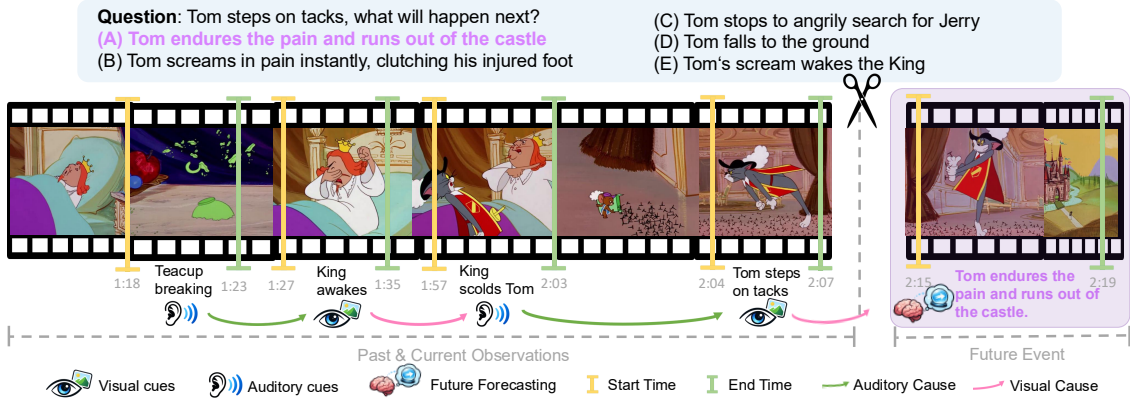 Question: Tom steps on tacks, what will happen next?
(A) Tom endures the pain and runs out of the castle
(B) Tom screams in pain instantly, clutching his injured foot
(C) Tom stops to angrily search for Jerry
(D) Tom falls to the ground
(E) Tom‘s scream wakes the King
1:18
Teacup
breaking
1:23
1:27
King
awakes
1:35
1:57
King
scolds Tom
2:03
2:04
Tom steps
on tacks
2:07
2:15
2:19
Tom endures the
pain and runs out of
the castle.
Past & Current Observations
Future Event
Visual cues
Auditory cues
Future Forecasting
Start Time
End Time
Auditory Cause
Visual Cause